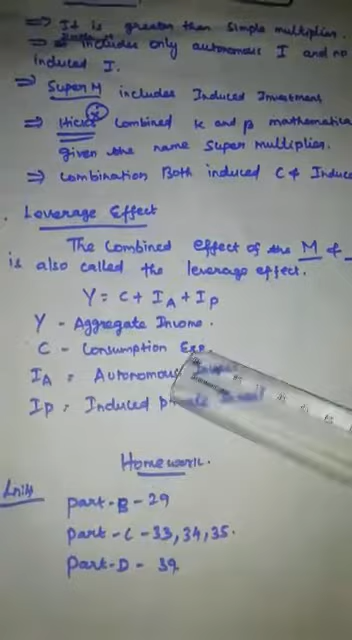 ⇒ It is greater than simple multiplier.
⇒ includes only autonomous I and no
induced I.
⇒ Super M includes Induced Investment
⇒ Hicks combined k and β mathematica
given the name Super multiplier.
⇒ Combination Both induced C & Induce
Leverage Effect
The Combined effect of the M &
is also called the leverage effect.
Y = C + IA + Ip
Y - Aggregate Income.
C - Consumption Exp.
IA = Autonomous
Ip = Induced
Homework.
part-B-29
part-C-33,34,35.
part-D-39